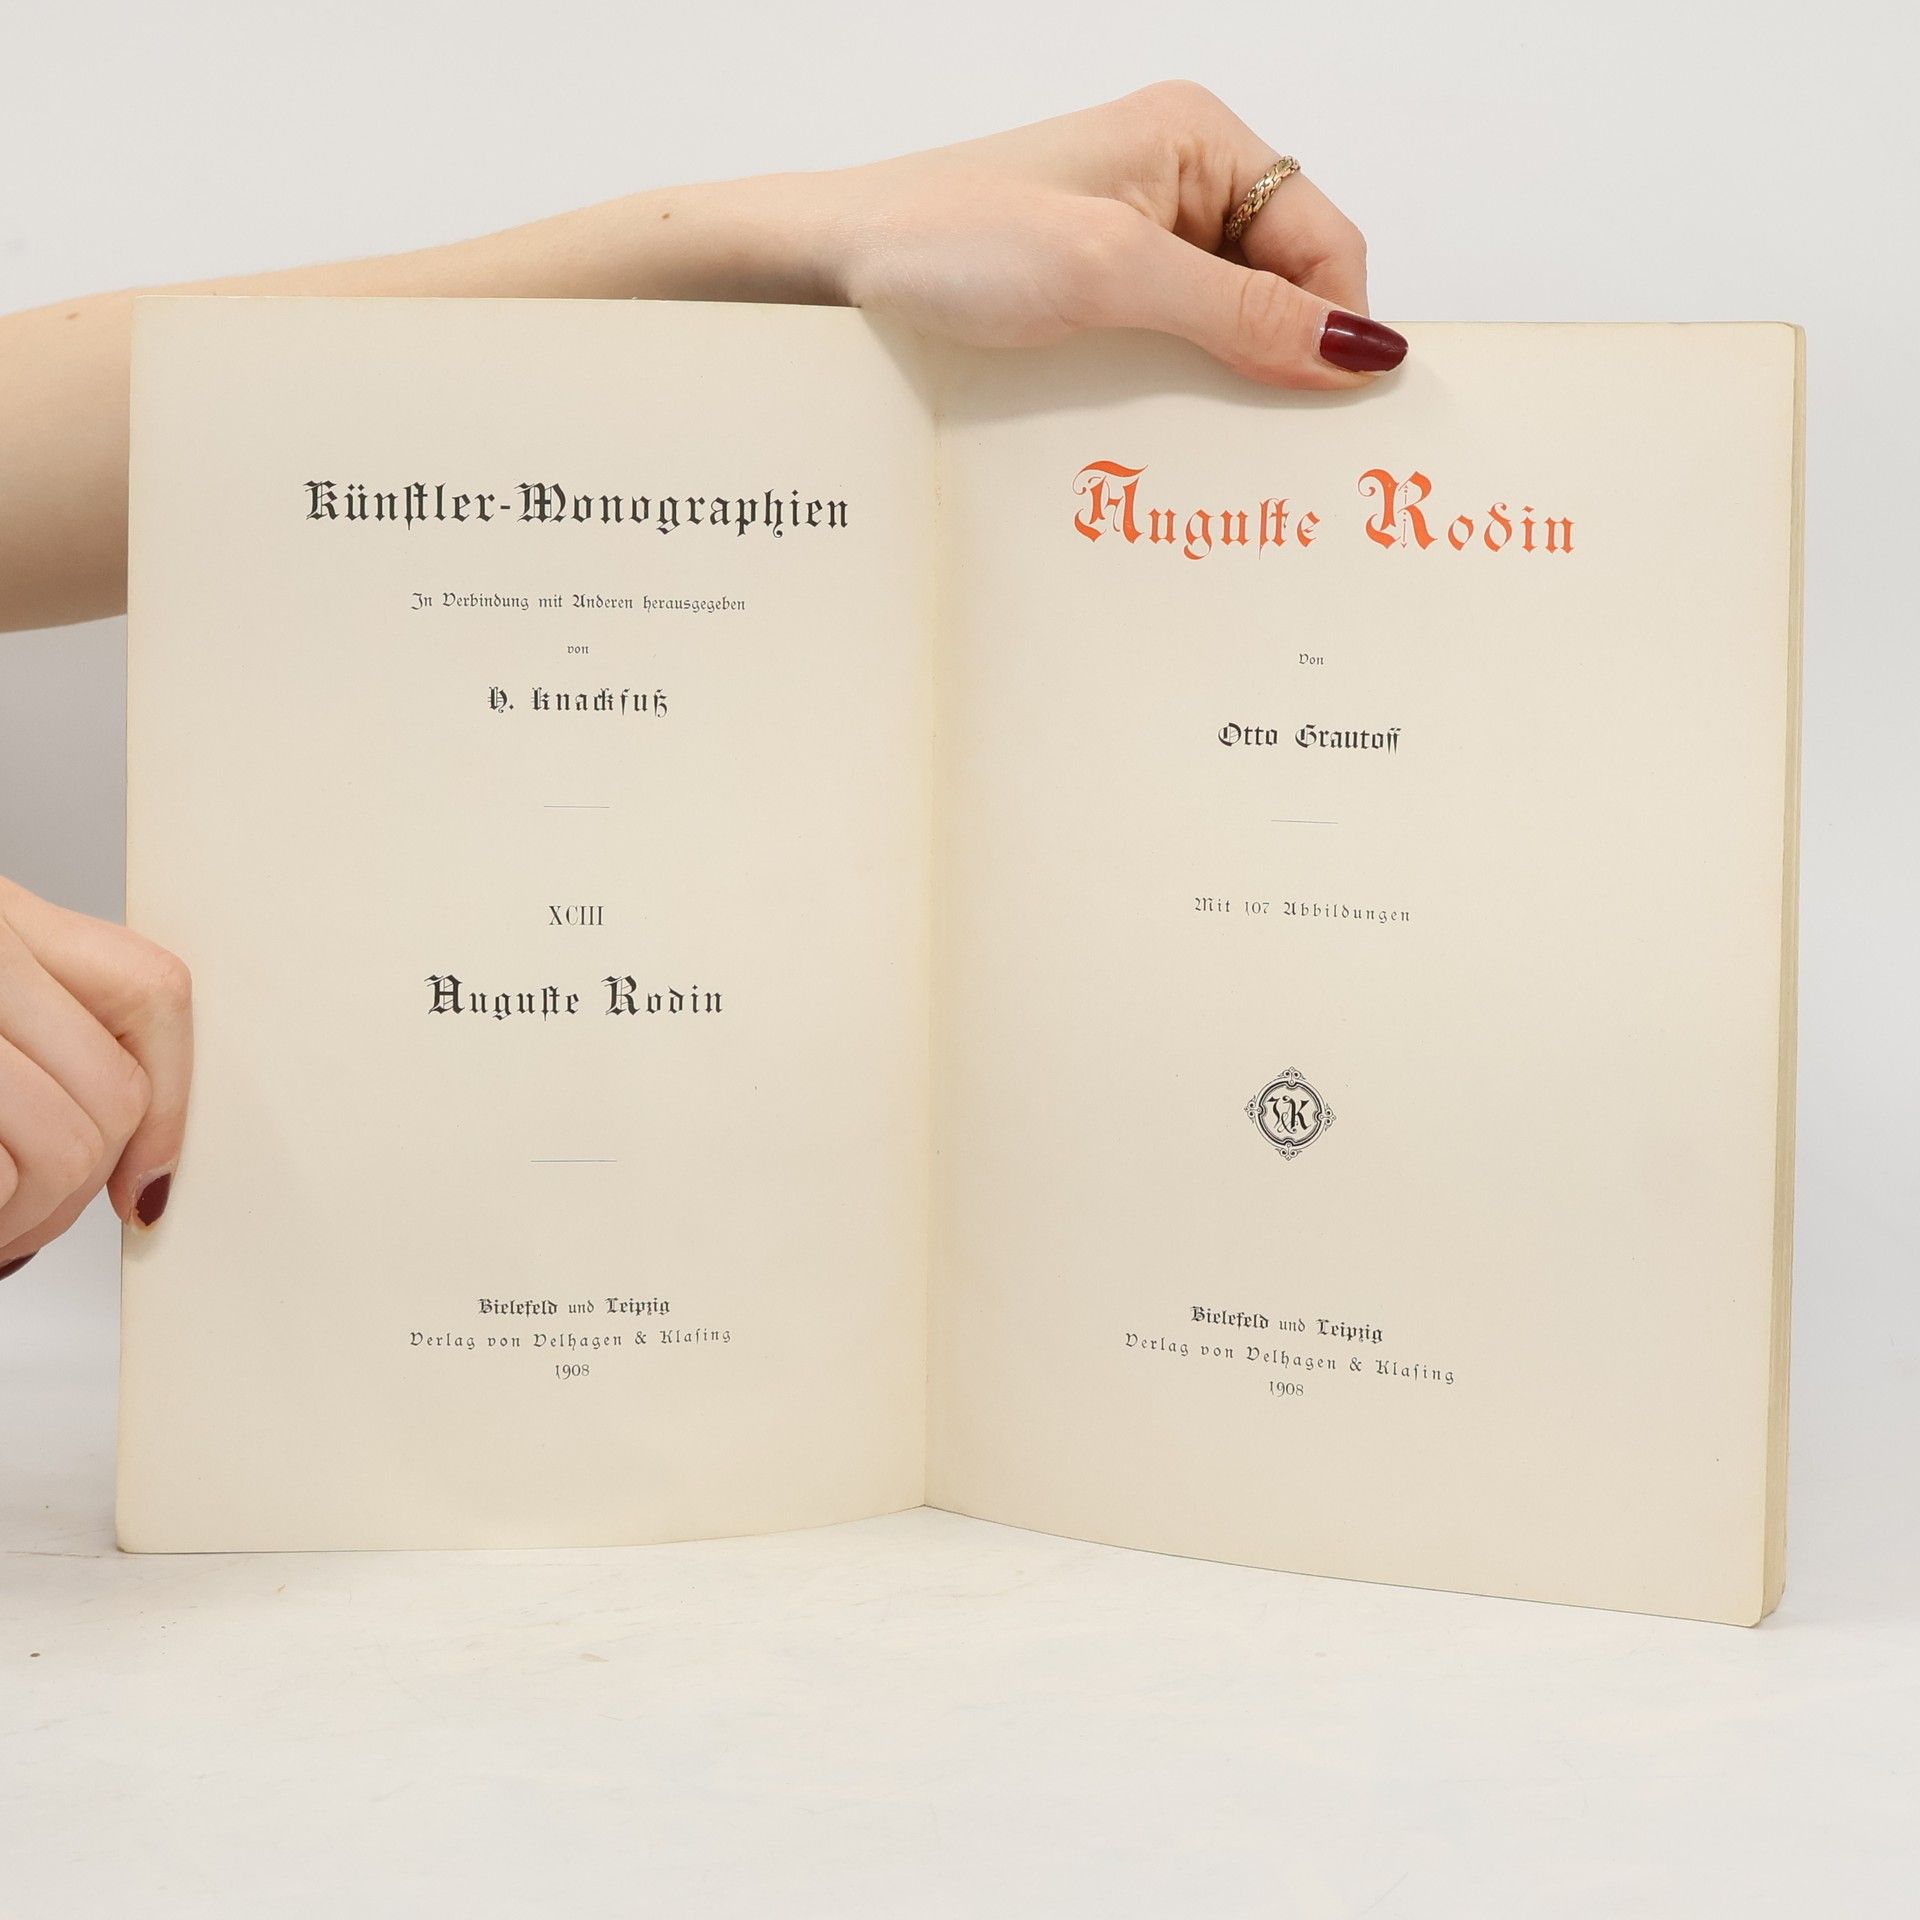 Künſtler-Monographien
In Verbindung mit Anderen herausgegeben
von
H. Knackfuß
XCIII
Auguſte Rodin
Bielefeld und Leipzig
Verlag von Velhagen & Klaſing
1908
Auguſte Rodin
Von
Otto Grautoff
Mit 107 Abbildungen
V&K
Bielefeld und Leipzig
Verlag von Velhagen & Klaſing
1908